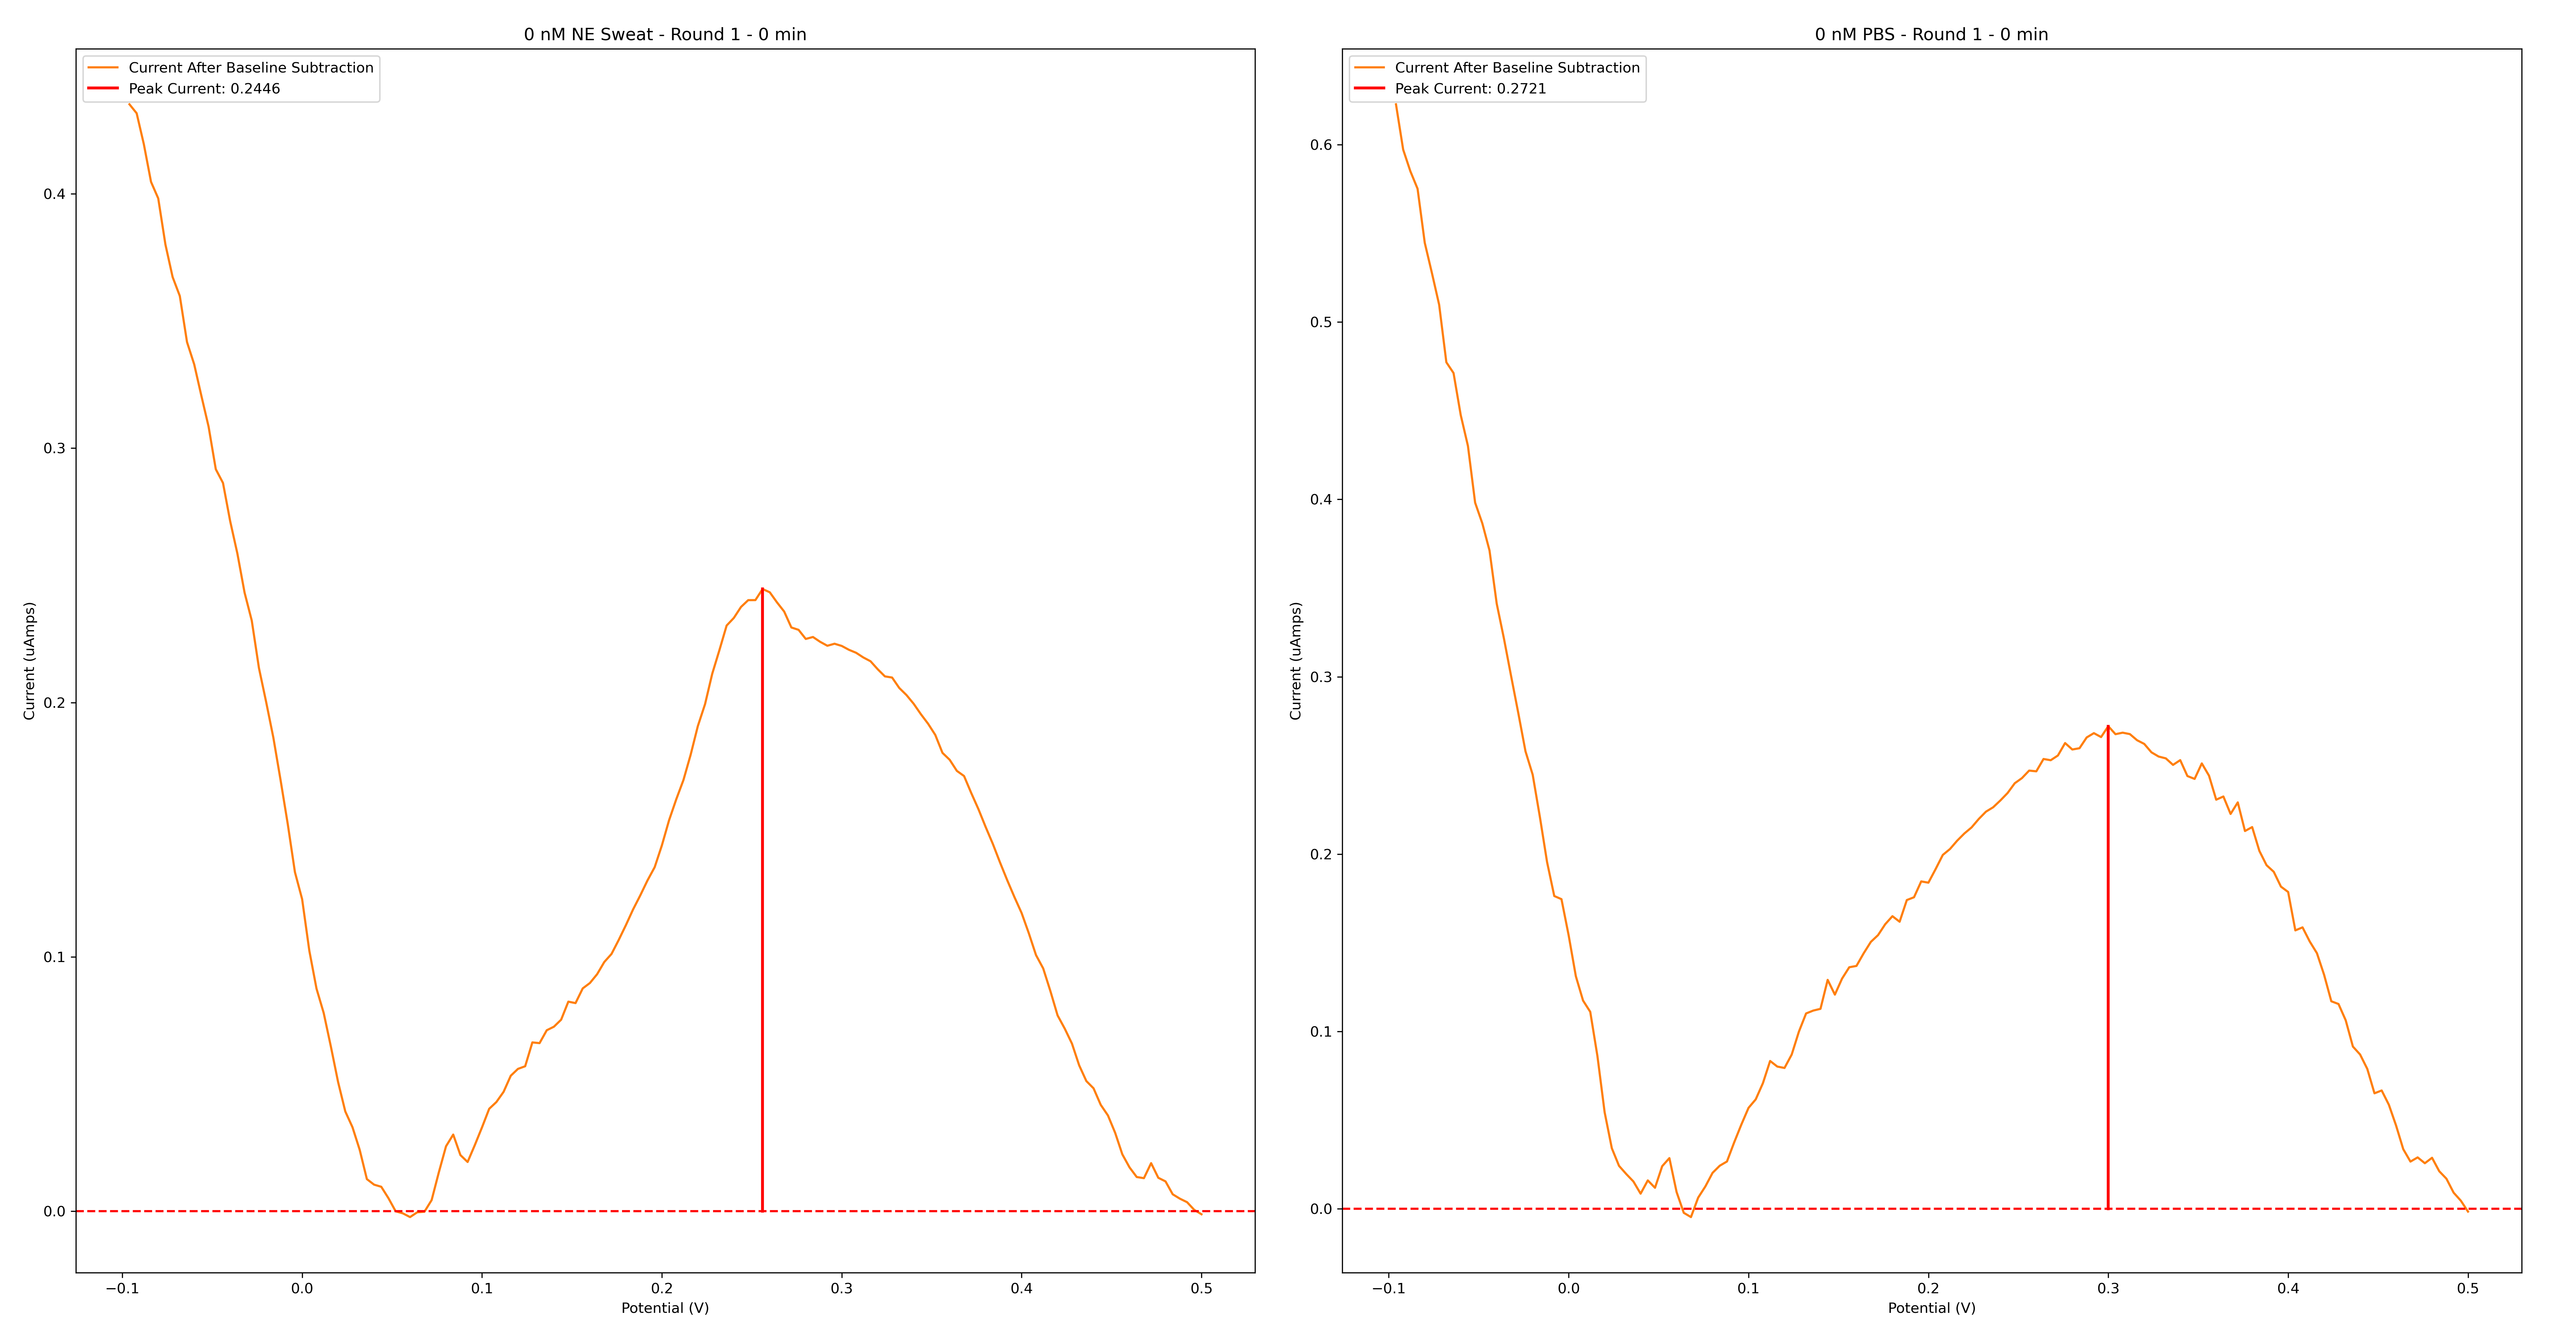 0 nM NE Sweat - Round 1 - 0 min
Current After Baseline Subtraction
Peak Current: 0.2446
0.4
0.3
0.2
0.1
0.0
Current (uAmps)
−0.1 0.0 0.1 0.2 0.3 0.4 0.5
Potential (V)
0 nM PBS - Round 1 - 0 min
Current After Baseline Subtraction
Peak Current: 0.2721
0.6
0.5
0.4
0.3
0.2
0.1
0.0
Current (uAmps)
−0.1 0.0 0.1 0.2 0.3 0.4 0.5
Potential (V)